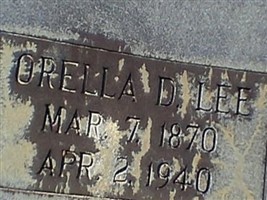 ORELLA D. LEE
MAR. 7, 1870
APR. 2, 1940